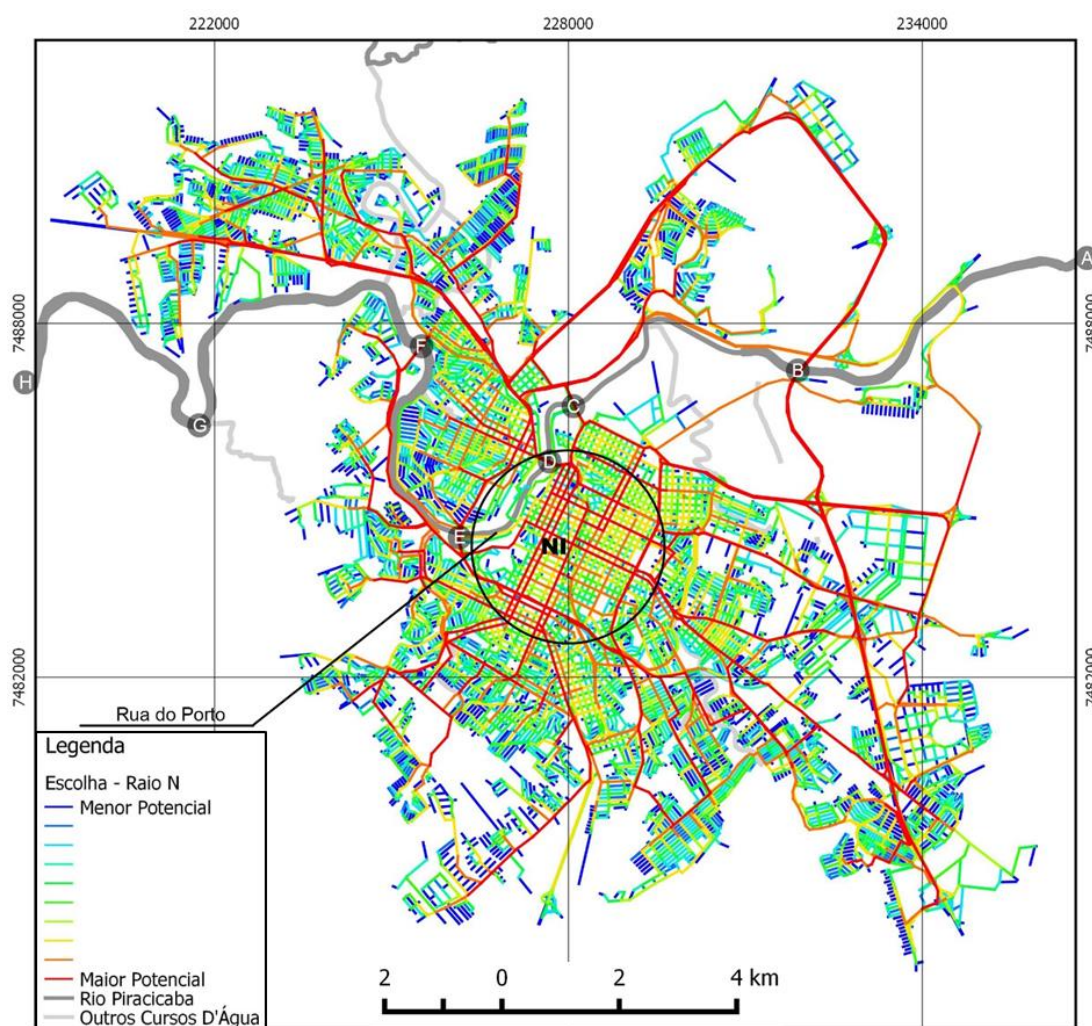 222000 228000 234000
A
7488000 7488000
F
B
H
C
G
D
E
NI
7482000 7482000
Rua do Porto
Legenda
Escolha - Raio N
Menor Potencial
Maior Potencial
Rio Piracicaba
Outros Cursos D'Água
2 0 2 4 km